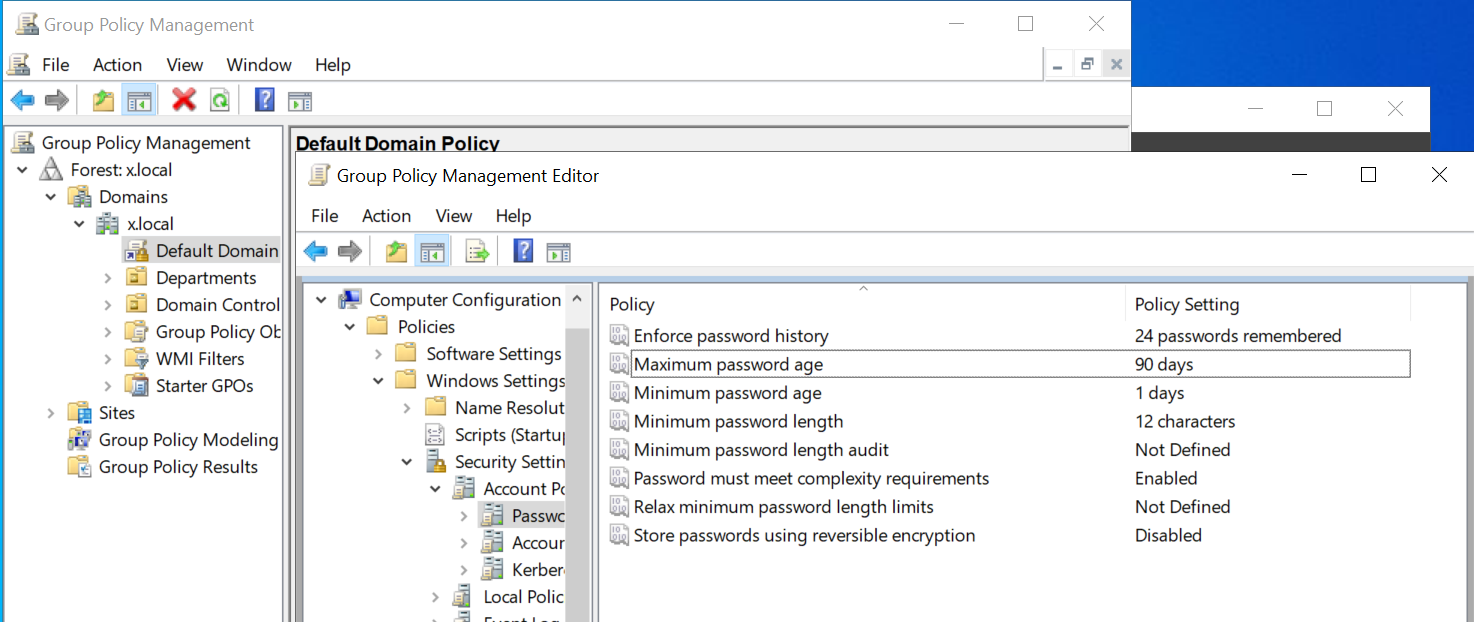 Group Policy Management
File Action View Window Help
Group Policy Management
Forest: x.local
Domains
x.local
Default Domain
Departments
Domain Control
Group Policy Ob
WMI Filters
Starter GPOs
Sites
Group Policy Modeling
Group Policy Results
Default Domain Policy
Group Policy Management Editor
File Action View Help
Computer Configuration
Policies
Software Settings
Windows Settings
Name Resolut
Scripts (Startu
Security Settin
Account Po
Passwo
Accoun
Kerber
Local Polic
Event Log
Policy Policy Setting
Enforce password history 24 passwords remembered
Maximum password age 90 days
Minimum password age 1 days
Minimum password length 12 characters
Minimum password length audit Not Defined
Password must meet complexity requirements Enabled
Relax minimum password length limits Not Defined
Store passwords using reversible encryption Disabled